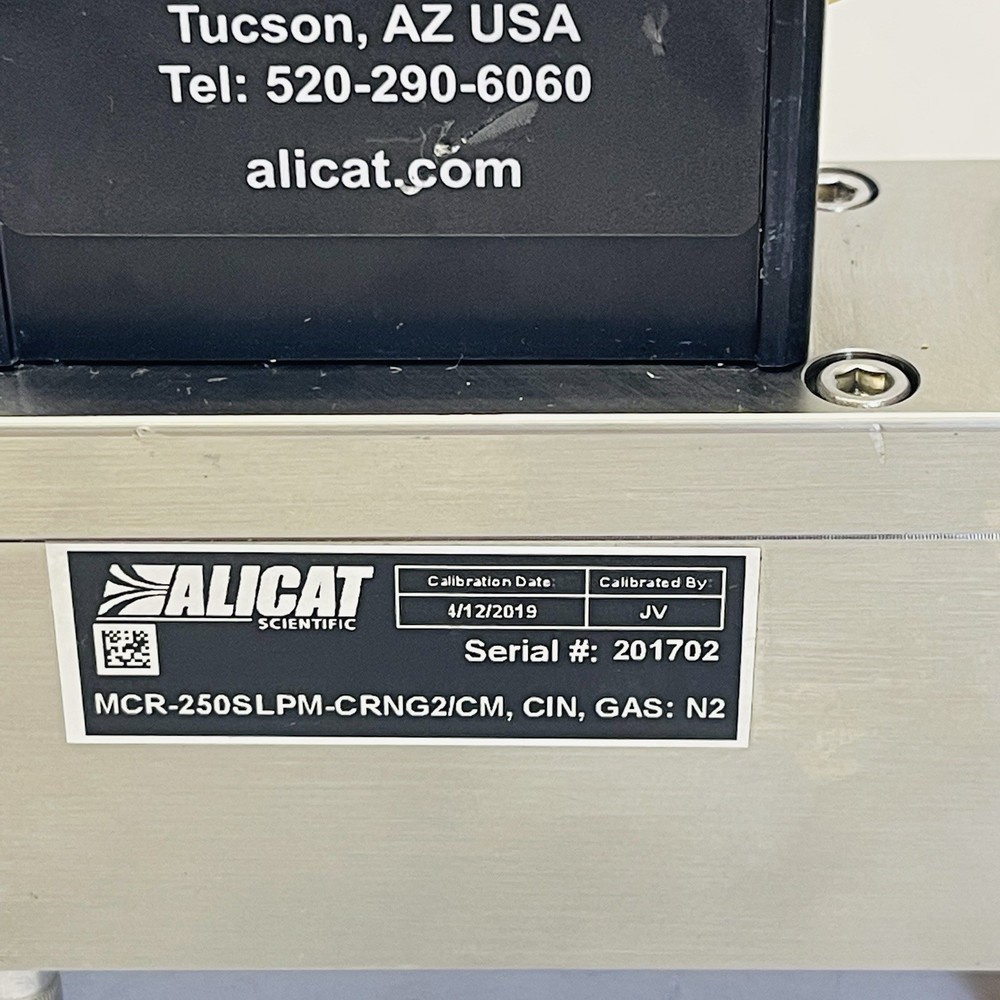 Tucson, AZ USA
Tel: 520-290-6060
alicat.com
ALICAT
SCIENTIFIC
Calibration Date: Calibrated By:
4/12/2019 JV
Serial #: 201702
MCR-250SLPM-CRNG2/CM, CIN, GAS: N2